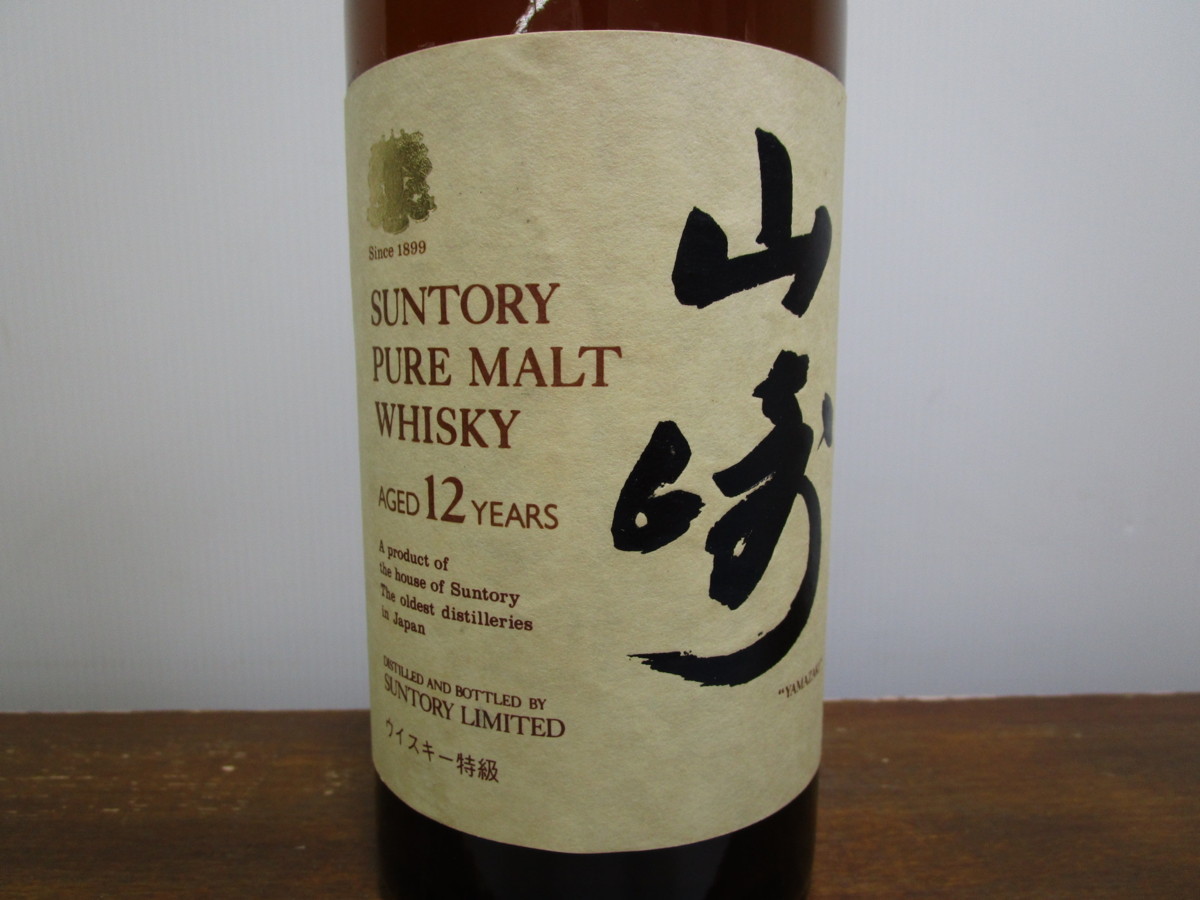 Since 1899
SUNTORY
PURE MALT
WHISKY
AGED 12 YEARS
A product of
the house of Suntory
The oldest distilleries
in Japan
DISTILLED AND BOTTLED BY
SUNTORY LIMITED
ウイスキー特級
山崎
"YAMAZAKI"